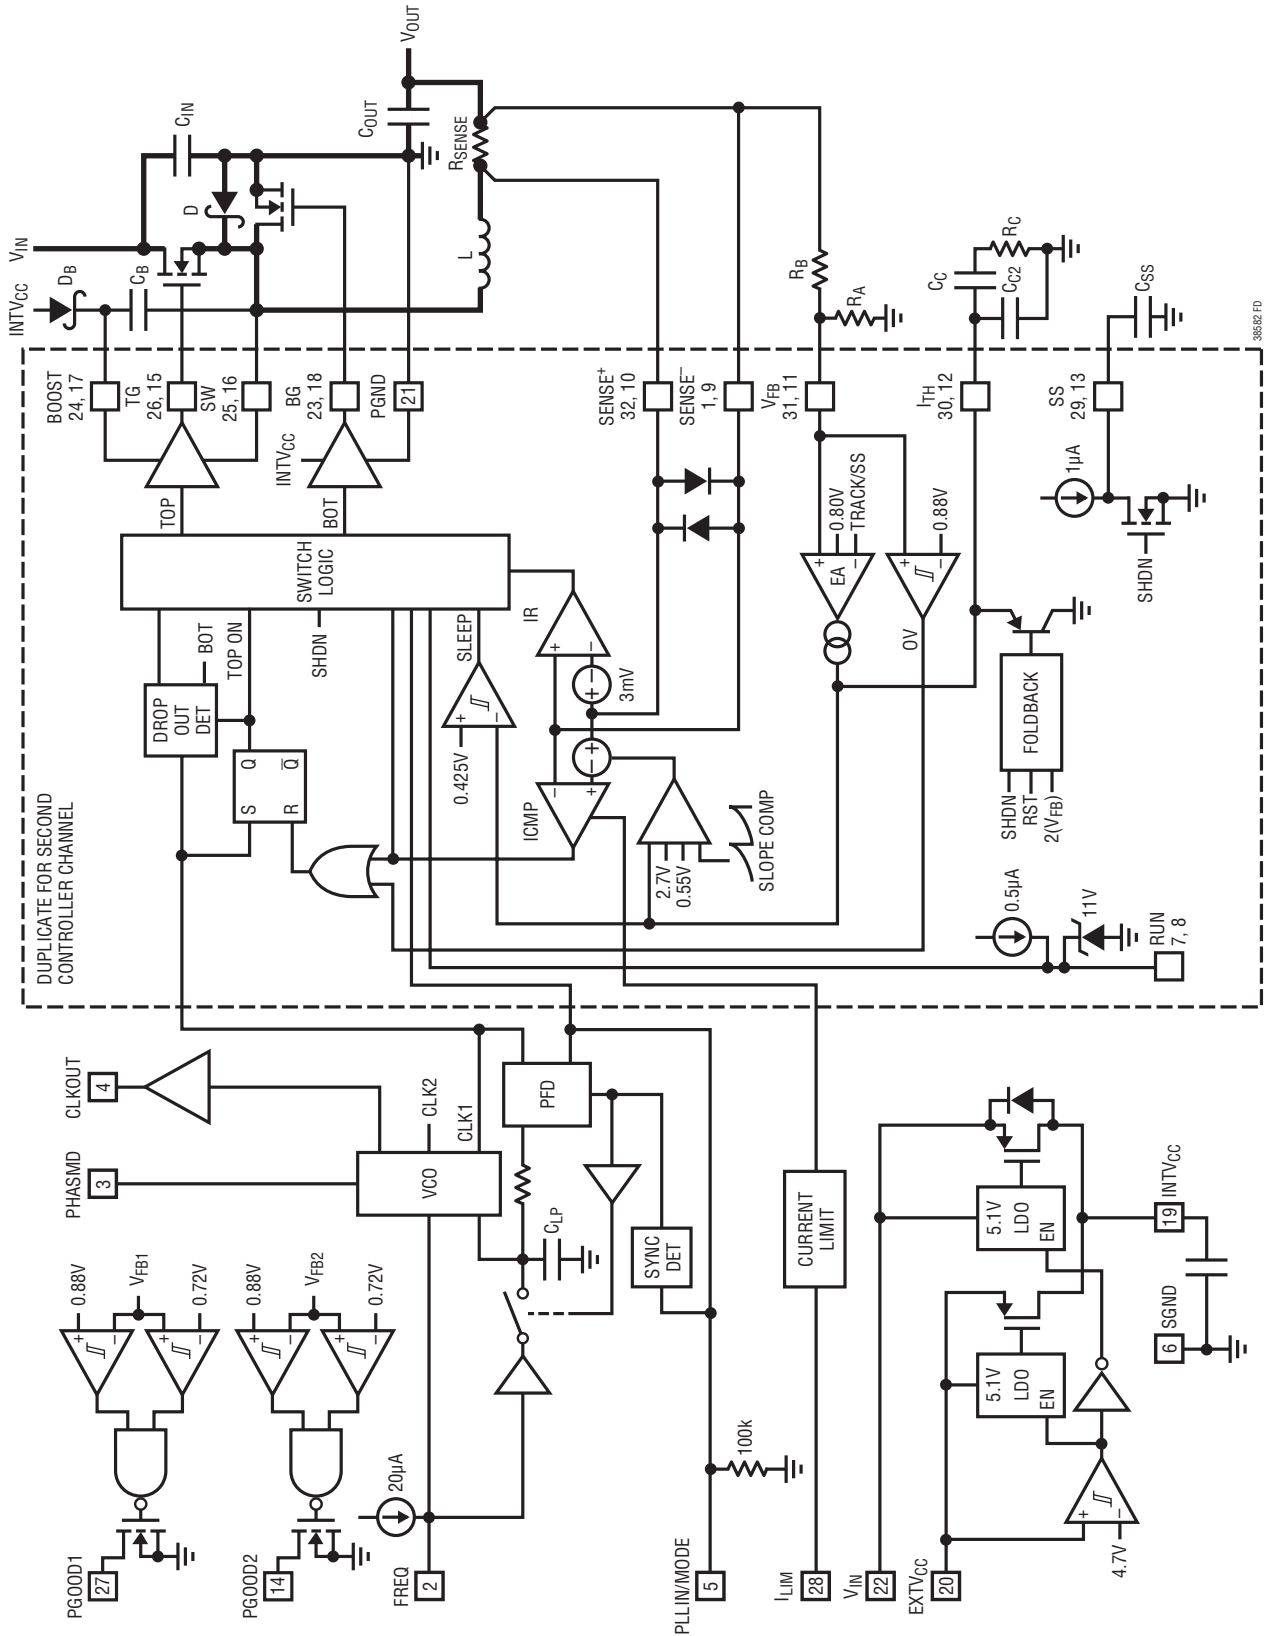 PGOOD1
27
+
−
0.88V
VFB1
+
−
0.72V
PGOOD2
14
+
−
0.88V
VFB2
+
−
0.72V
20µA
FREQ
2
PHASMD
3
CLKOUT
4
VCO
CLK2
CLK1
CLP
PFD
SYNC
DET
PLLIN/MODE
5
100k
ILIM
28
CURRENT
LIMIT
VIN
22
EXTVCC
20
4.7V
+
−
5.1V
LDO
EN
5.1V
LDO
EN
INTVCC
19
SGND
6
DUPLICATE FOR SECOND
CONTROLLER CHANNEL
DROP
OUT
DET
BOT
TOP ON
S
Q
R
Q
SHDN
SWITCH
LOGIC
TOP
BOT
INTVCC
SLEEP
0.425V
+
−
ICMP
−
+
IR
+
−
− +
− +
3mV
2.7V
0.55V
SLOPE COMP
0.5µA
11V
RUN
7, 8
SHDN
RST
2(VFB)
FOLDBACK
EA
+
−
0.80V
TRACK/SS
OV
+
−
0.88V
1µA
SHDN
BOOST
24, 17
TG
26, 15
SW
25, 16
BG
23, 18
PGND
21
SENSE+
32, 10
SENSE−
1, 9
VFB
31, 11
ITH
30, 12
SS
29, 13
INTVCC
VIN
DB
CB
D
CIN
COUT
VOUT
RSENSE
L
RB
RA
CC
CC2
RC
CSS
38582 FD